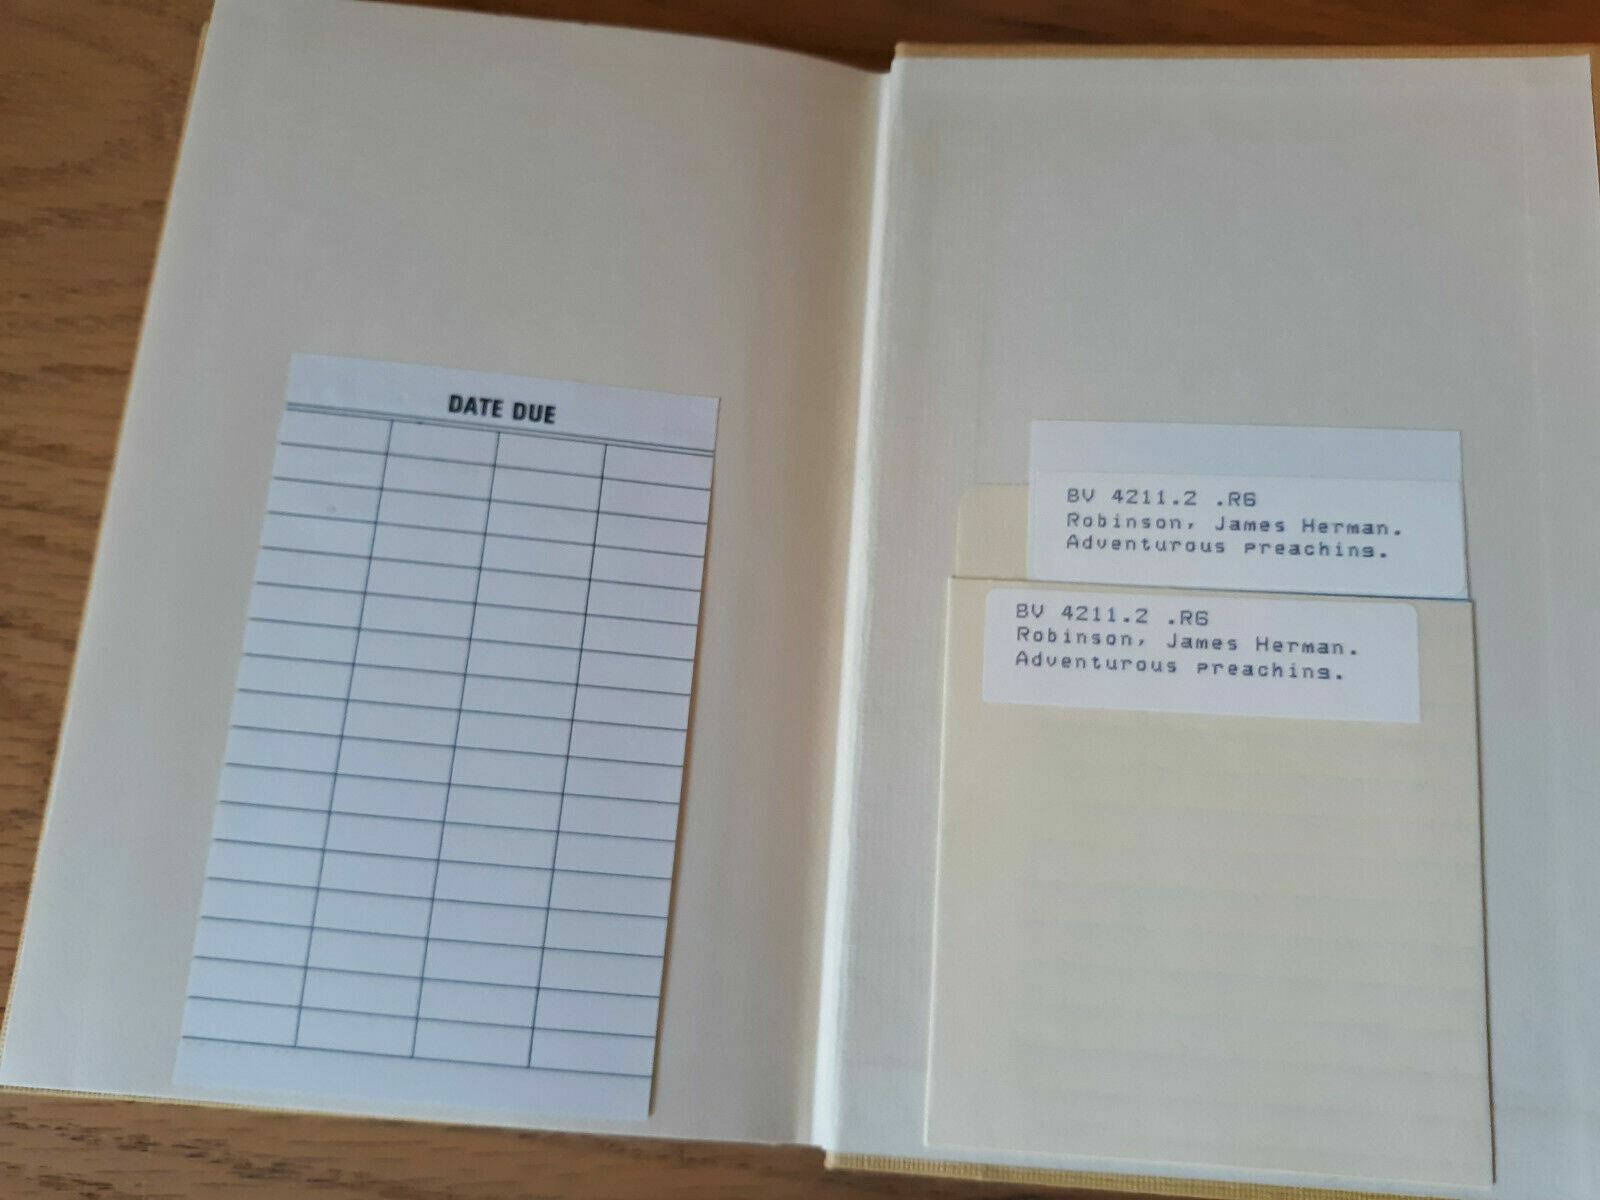 DATE DUE
BV 4211.2 .R6
Robinson, James Herman.
Adventurous preaching.
BV 4211.2 .R6
Robinson, James Herman.
Adventurous preaching.